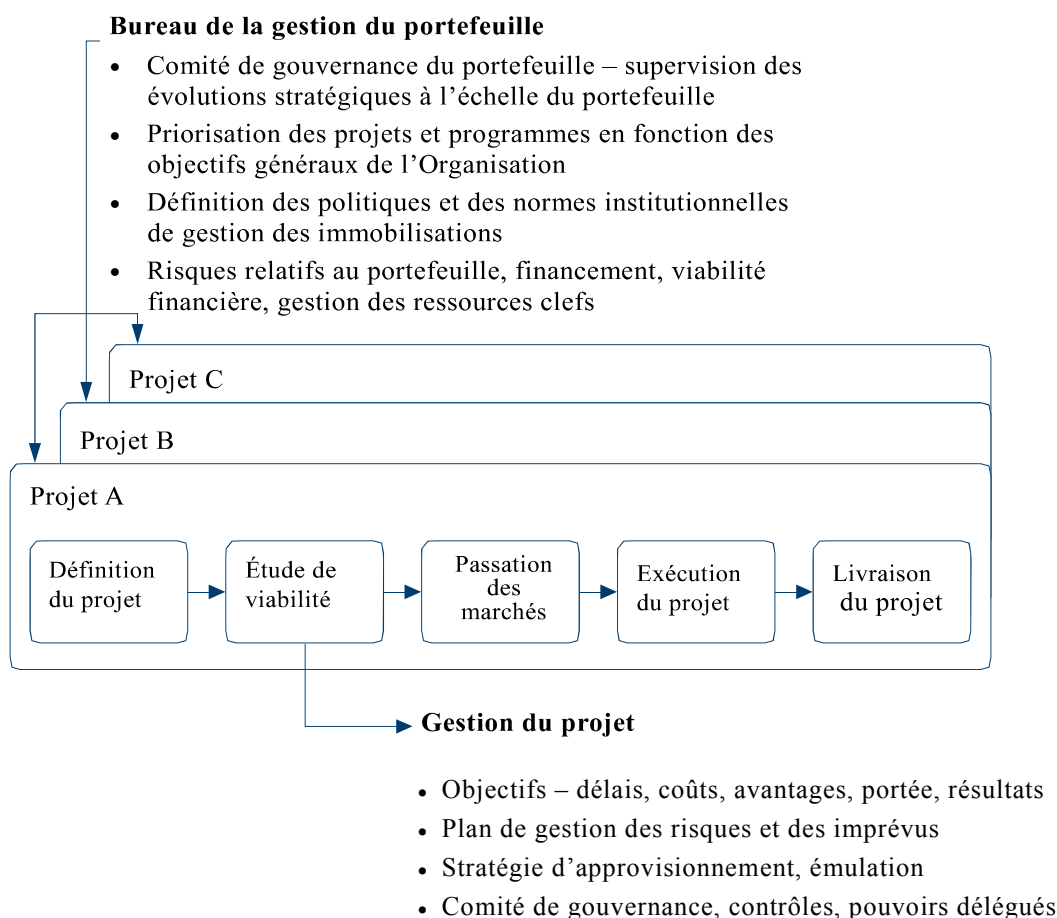 Bureau de la gestion du portefeuille
• Comité de gouvernance du portefeuille – supervision des
évolutions stratégiques à l’échelle du portefeuille
• Priorisation des projets et programmes en fonction des
objectifs généraux de l’Organisation
• Définition des politiques et des normes institutionnelles
de gestion des immobilisations
• Risques relatifs au portefeuille, financement, viabilité
financière, gestion des ressources clefs
Projet C
Projet B
Projet A
Définition
du projet
Étude de
viabilité
Passation
des
marchés
Exécution
du projet
Livraison
du projet
Gestion du projet
• Objectifs – délais, coûts, avantages, portée, résultats
• Plan de gestion des risques et des imprévus
• Stratégie d’approvisionnement, émulation
• Comité de gouvernance, contrôles, pouvoirs délégués